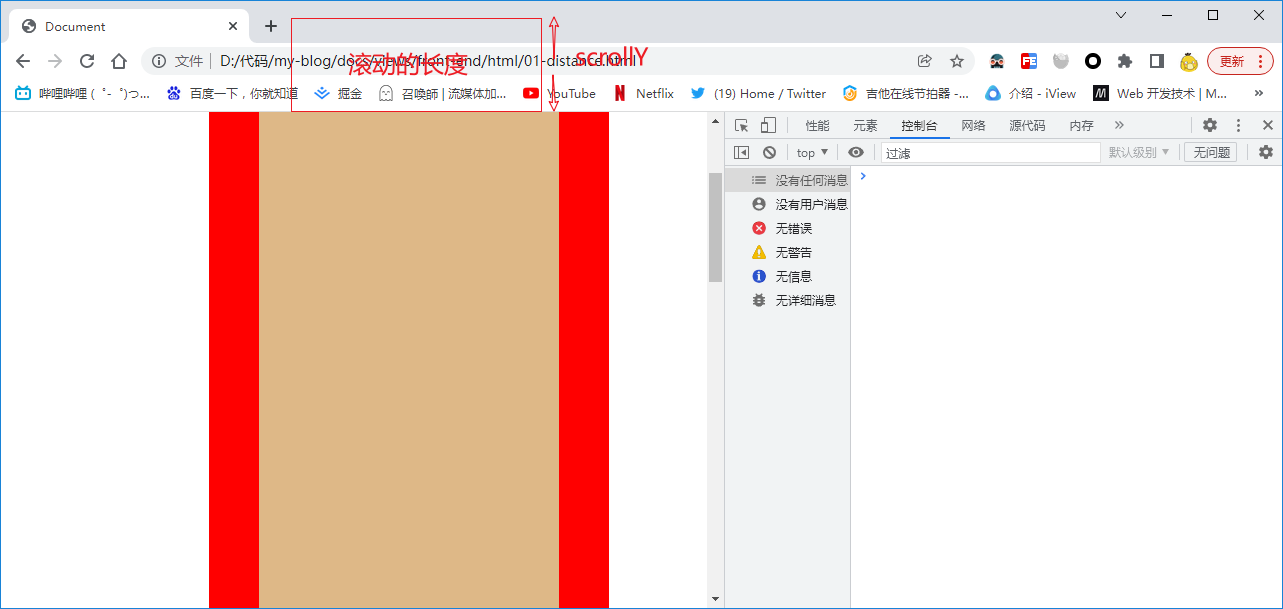 Document
滚动的长度
scrollY
文件 D:/代码/my-blog/docs/views/frontend/html/01-distance.html
更新
哔哩哔哩 ( ゜- ゜)つ... 百度一下，你就知道 掘金 召唤師 | 流媒体加... YouTube Netflix (19) Home / Twitter 吉他在线节拍器 -... 介绍 - iView Web 开发技术 | M... »
性能 元素 控制台 网络 源代码 内存 »
top 过滤 默认级别 无问题
没有任何消息
没有用户消息
无错误
无警告
无信息
无详细消息